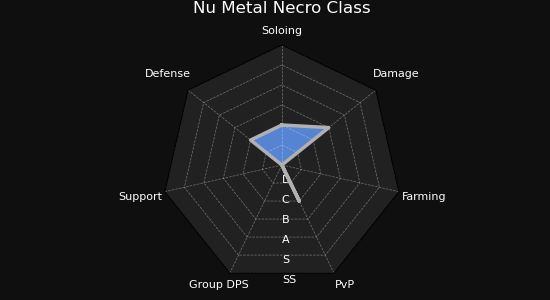 Nu Metal Necro Class
Soloing
Defense
Damage
Support
Farming
D
C
B
A
S
SS
Group DPS
PvP